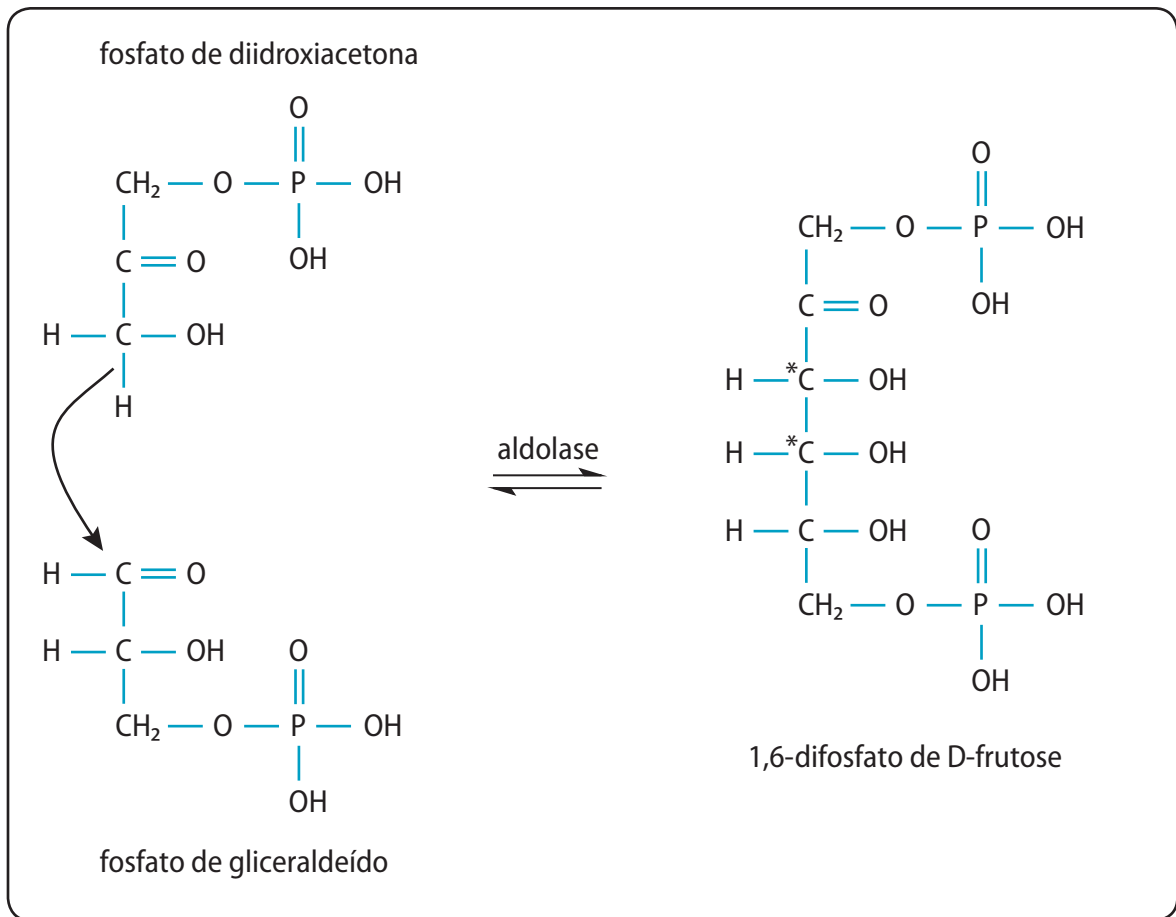 fosfato de diidroxiacetona
O
CH₂ O P OH
C O OH
H C OH
H
H C O
H C OH O
CH₂ O P OH
OH
fosfato de gliceraldeído
aldolase
O
CH₂ O P OH
C O OH
H *C OH
H *C OH
H C OH O
CH₂ O P OH
OH
1,6-difosfato de D-frutose